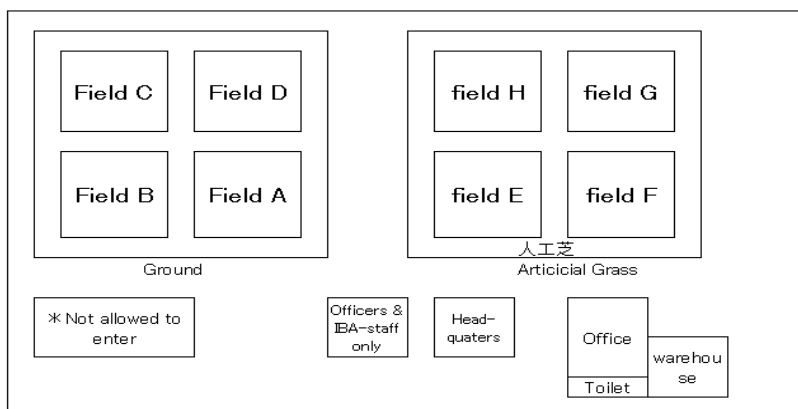 Field C
Field D
field H
field G
Field B
Field A
field E
field F
人工芝
Ground
Articicial Grass
＊Not allowed to
enter
Officers &
IBA-staff
only
Head-
quaters
Office
warehou
se
Toilet